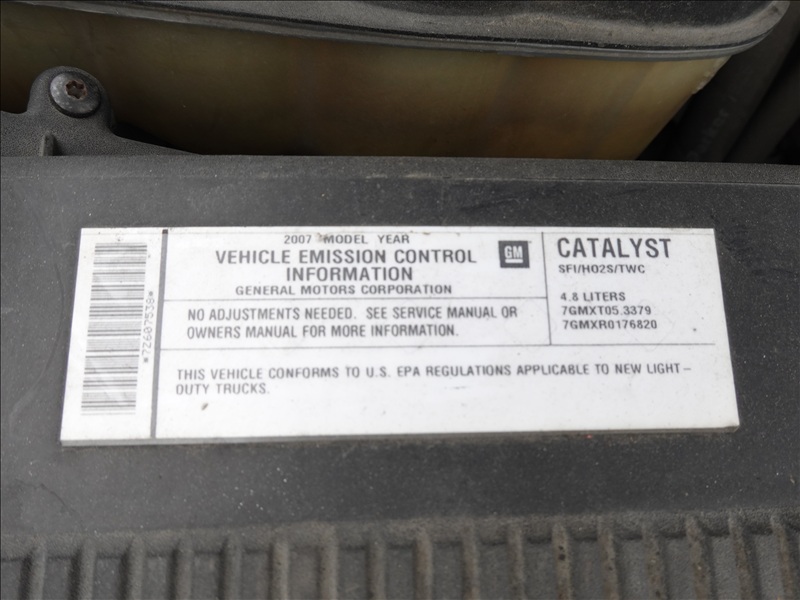 *72607538*
2007 MODEL YEAR
VEHICLE EMISSION CONTROL
INFORMATION
GENERAL MOTORS CORPORATION
GM
NO ADJUSTMENTS NEEDED. SEE SERVICE MANUAL OR
OWNERS MANUAL FOR MORE INFORMATION.
CATALYST
SFI/HO2S/TWC
4.8 LITERS
7GMXT05.3379
7GMXR0176820
THIS VEHICLE CONFORMS TO U.S. EPA REGULATIONS APPLICABLE TO NEW LIGHT-
DUTY TRUCKS.